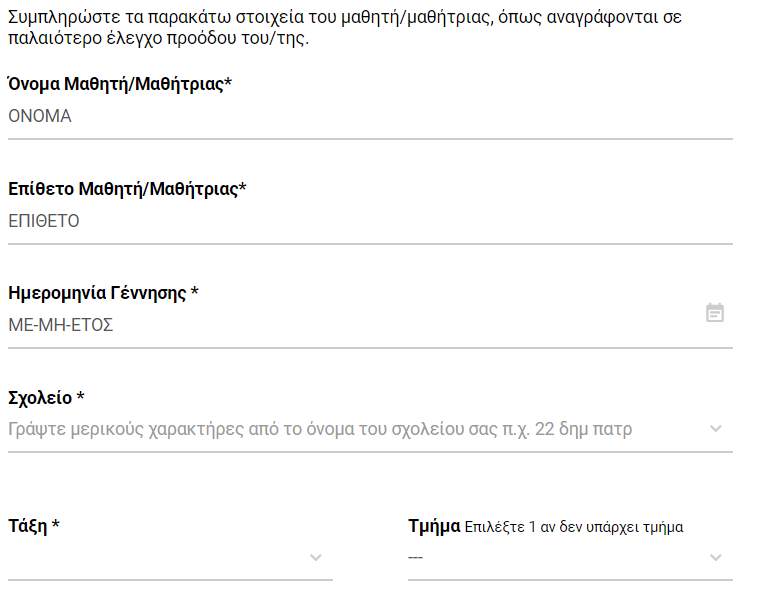 Συμπληρώστε τα παρακάτω στοιχεία του μαθητή/μαθήτριας, όπως αναγράφονται σε
παλαιότερο έλεγχο προόδου του/της.
Όνομα Μαθητή/Μαθήτριας*
ΟΝΟΜΑ
Επίθετο Μαθητή/Μαθήτριας*
ΕΠΙΘΕΤΟ
Ημερομηνία Γέννησης *
ΜΕ-ΜΗ-ΕΤΟΣ
Σχολείο *
Γράψτε μερικούς χαρακτήρες από το όνομα του σχολείου σας π.χ. 22 δημ πατρ
Τάξη *
Τμήμα Επιλέξτε 1 αν δεν υπάρχει τμήμα
---